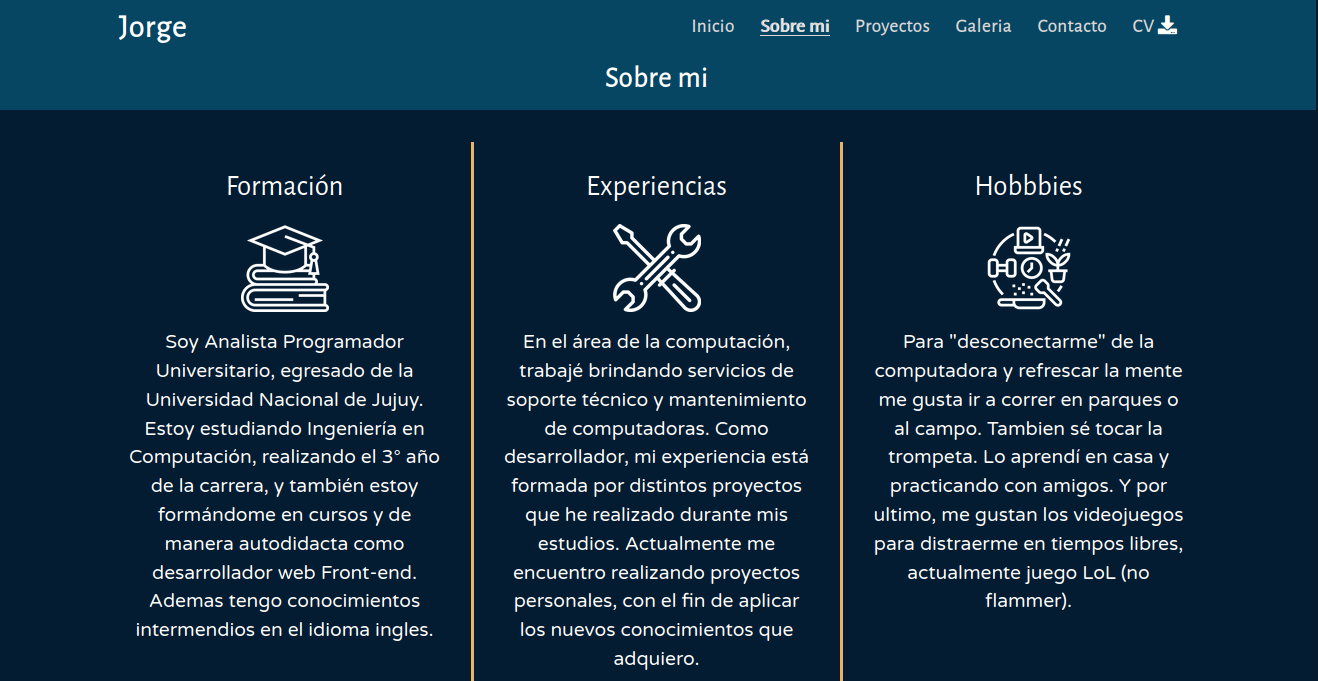 Jorge
Inicio Sobre mi Proyectos Galeria Contacto CV
Sobre mi
Formación
Soy Analista Programador
Universitario, egresado de la
Universidad Nacional de Jujuy.
Estoy estudiando Ingeniería en
Computación, realizando el 3° año
de la carrera, y también estoy
formándome en cursos y de
manera autodidacta como
desarrollador web Front-end.
Ademas tengo conocimientos
intermendios en el idioma ingles.
Experiencias
En el área de la computación,
trabajé brindando servicios de
soporte técnico y mantenimiento
de computadoras. Como
desarrollador, mi experiencia está
formada por distintos proyectos
que he realizado durante mis
estudios. Actualmente me
encuentro realizando proyectos
personales, con el fin de aplicar
los nuevos conocimientos que
adquiero.
Hobbbies
Para "desconectarme" de la
computadora y refrescar la mente
me gusta ir a correr en parques o
al campo. Tambien sé tocar la
trompeta. Lo aprendí en casa y
practicando con amigos. Y por
ultimo, me gustan los videojuegos
para distraerme en tiempos libres,
actualmente juego LoL (no
flammer).